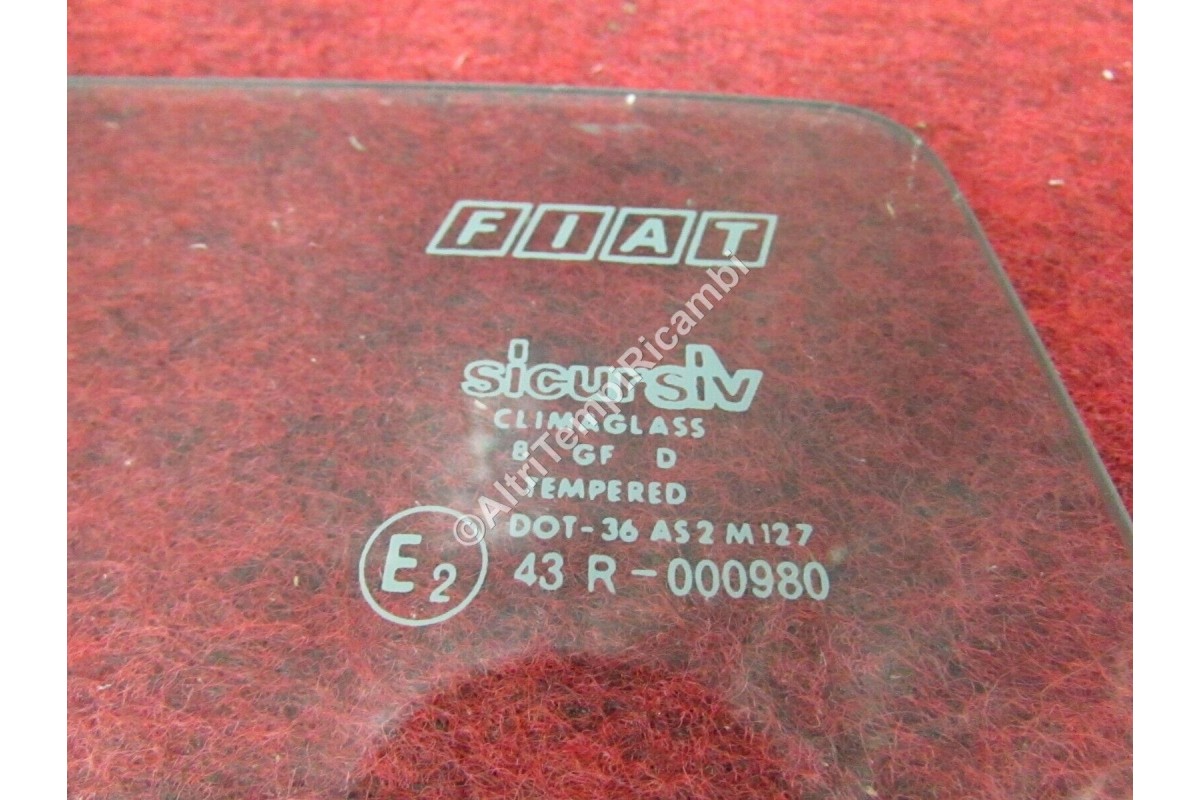 FIAT
sicursiv
CLIMAGLASS
B GF D
TEMPERED
DOT-36 AS2 M127
E2 43 R-000980
©AltriTempiRicambi